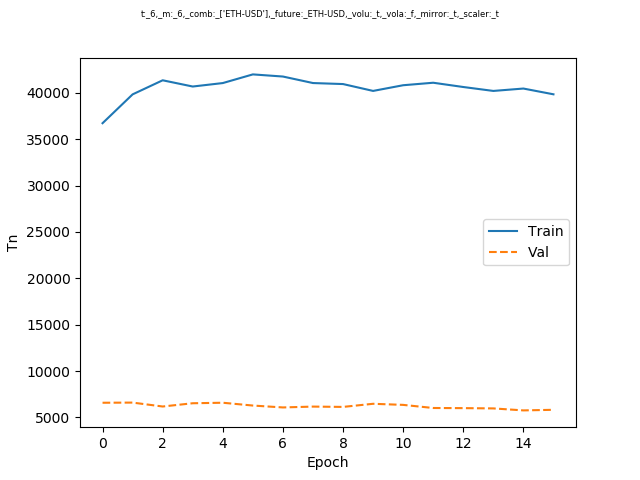 t:_6,_m:_6,_comb:_['ETH-USD'],_future:_ETH-USD,_volu:_t,_vola:_f,_mirror:_t,_scaler:_t
40000
35000
30000
25000
20000
15000
10000
5000
Tn
Train
Val
0 2 4 6 8 10 12 14
Epoch